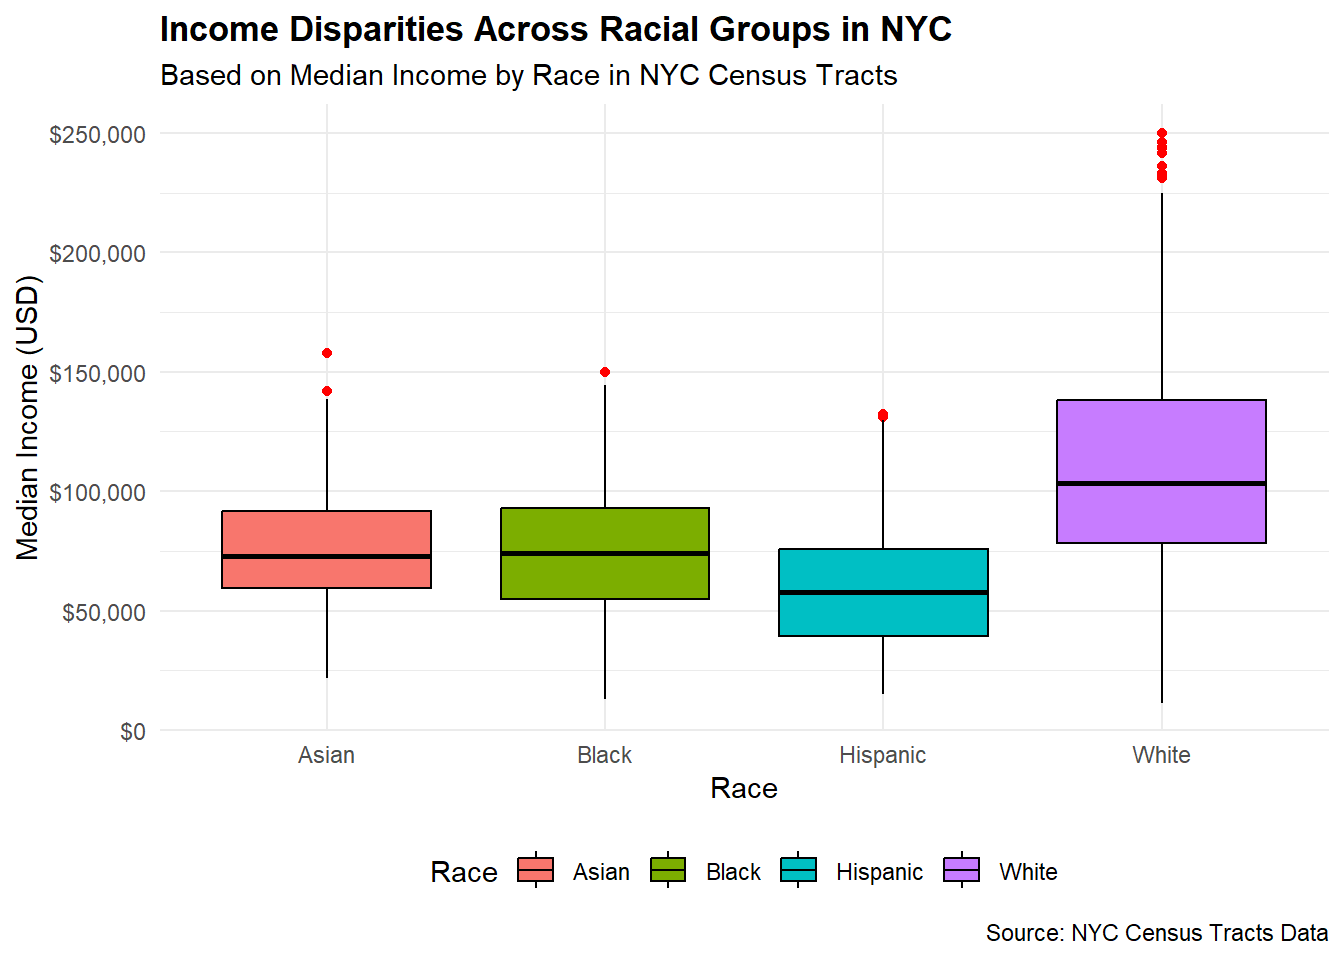 Income Disparities Across Racial Groups in NYC
Based on Median Income by Race in NYC Census Tracts
Median Income (USD)
$250,000
$200,000
$150,000
$100,000
$50,000
$0
Asian Black Hispanic White
Race
Race Asian Black Hispanic White
Source: NYC Census Tracts Data